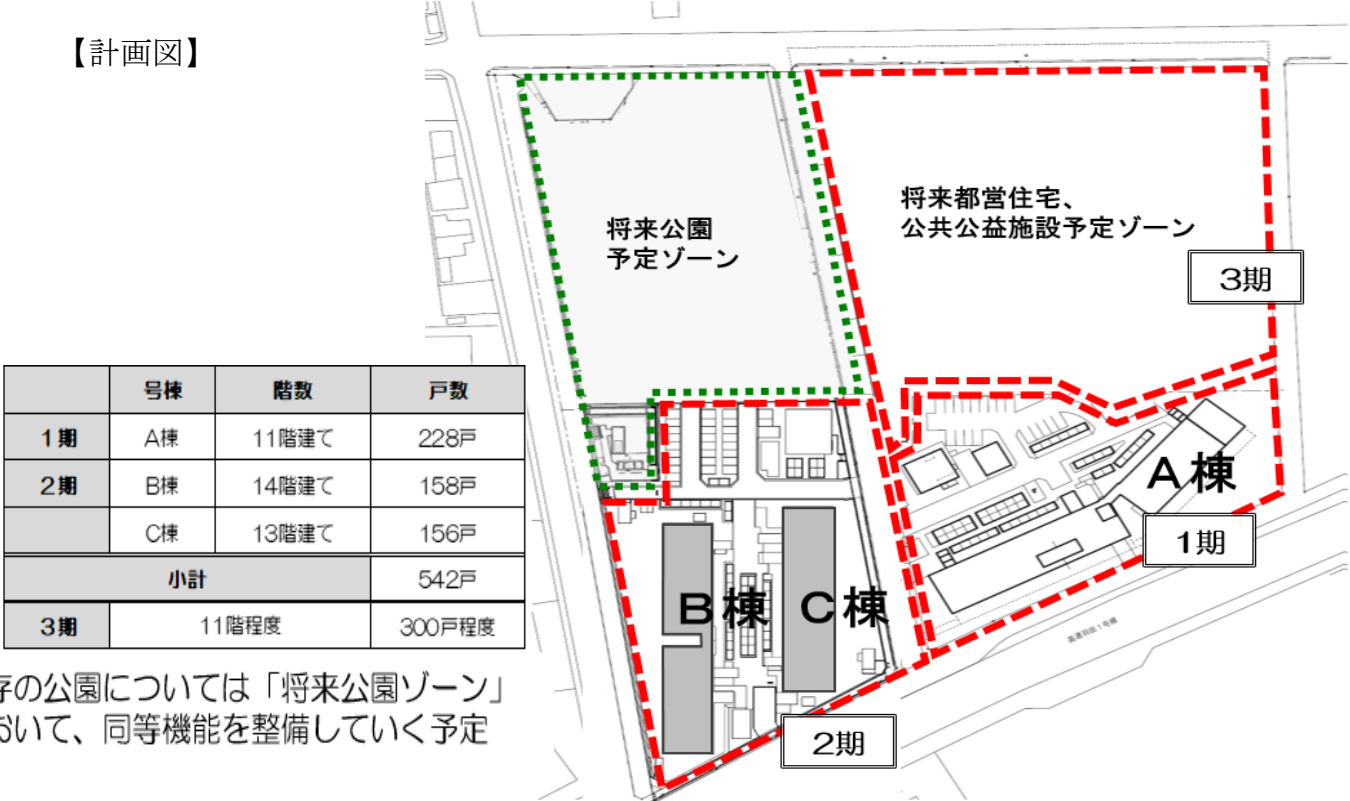 【計画図】
将来公園
予定ゾーン
将来都営住宅、
公共公益施設予定ゾーン
3期
号棟 階数 戸数
1期 A棟 11階建て 228戸
2期 B棟 14階建て 158戸
C棟 13階建て 156戸
小計 542戸
3期 11階程度 300戸程度
A棟
1期
B棟 C棟
高速羽田1号線
2期
存の公園については「将来公園ゾーン」
おいて、同等機能を整備していく予定